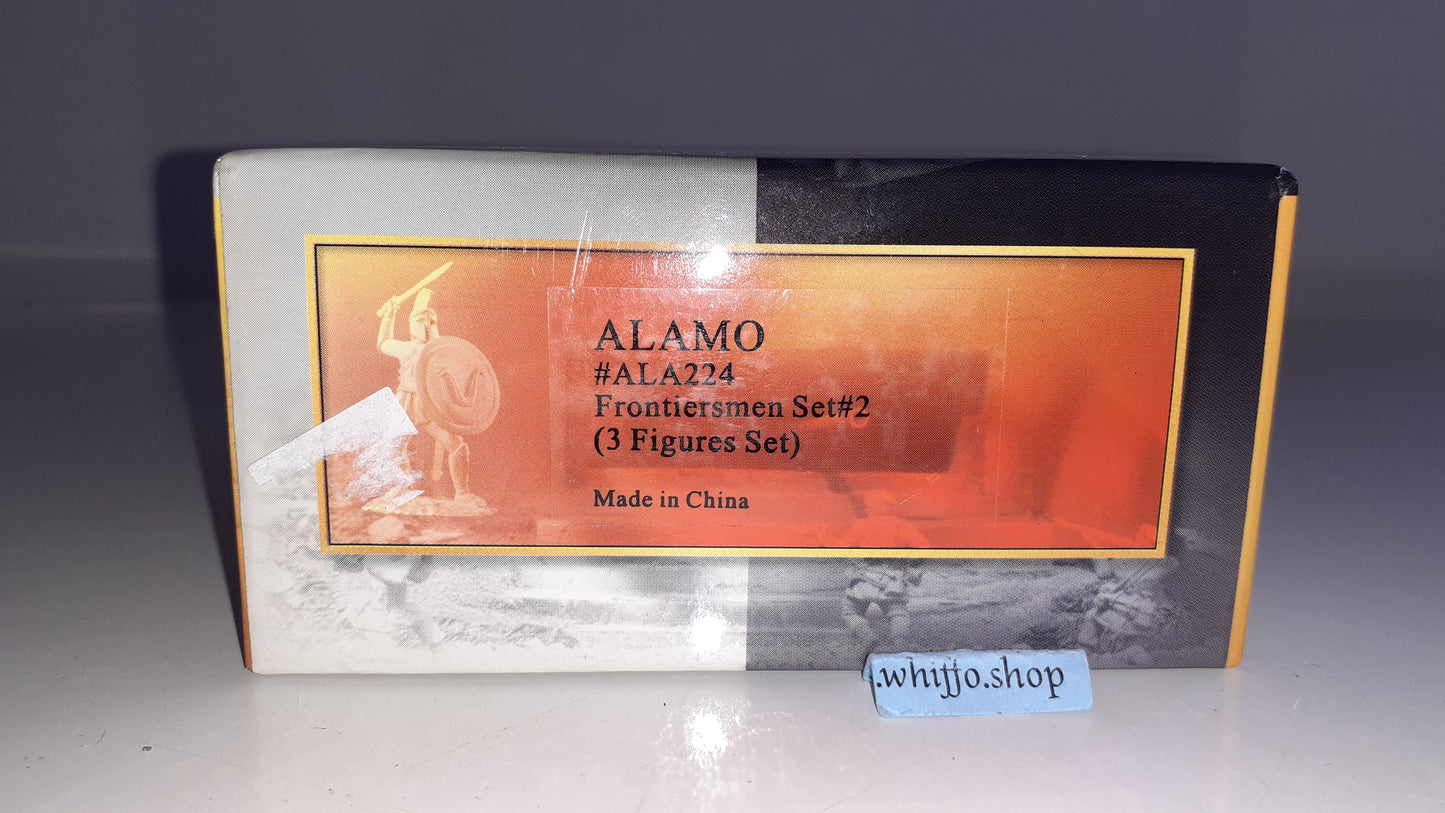 ALAMO
#ALA224
Frontiersmen Set#2
(3 Figures Set)
Made in China
.whiffo.shop